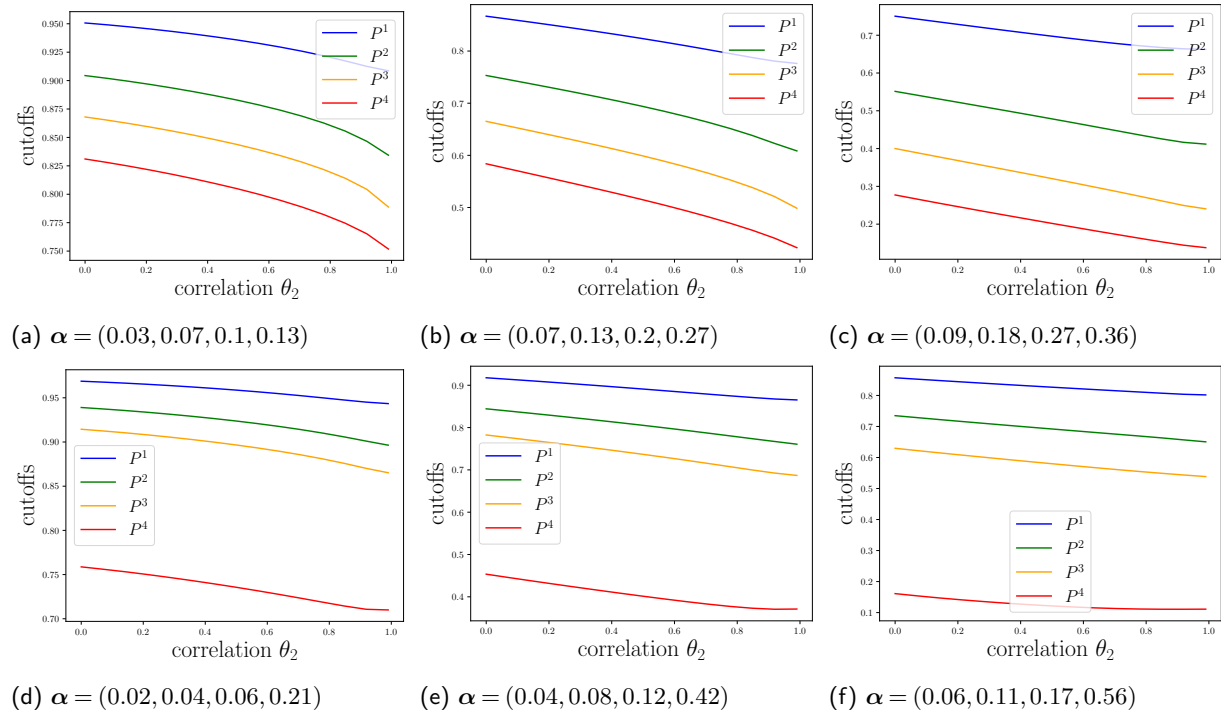 0.950
0.925
0.900
0.875
0.850
0.825
0.800
0.775
0.750
cutoffs
0.0 0.2 0.4 0.6 0.8 1.0
correlation θ₂
P¹
P²
P³
P⁴
(a) α = (0.03, 0.07, 0.1, 0.13)
0.8
0.7
0.6
0.5
cutoffs
0.0 0.2 0.4 0.6 0.8 1.0
correlation θ₂
P¹
P²
P³
P⁴
(b) α = (0.07, 0.13, 0.2, 0.27)
0.7
0.6
0.5
0.4
0.3
0.2
cutoffs
0.0 0.2 0.4 0.6 0.8 1.0
correlation θ₂
P¹
P²
P³
P⁴
(c) α = (0.09, 0.18, 0.27, 0.36)
0.95
0.90
0.85
0.80
0.75
0.70
cutoffs
0.0 0.2 0.4 0.6 0.8 1.0
correlation θ₂
P¹
P²
P³
P⁴
(d) α = (0.02, 0.04, 0.06, 0.21)
0.9
0.8
0.7
0.6
0.5
0.4
cutoffs
0.0 0.2 0.4 0.6 0.8 1.0
correlation θ₂
P¹
P²
P³
P⁴
(e) α = (0.04, 0.08, 0.12, 0.42)
0.8
0.7
0.6
0.5
0.4
0.3
0.2
0.1
cutoffs
0.0 0.2 0.4 0.6 0.8 1.0
correlation θ₂
P¹
P²
P³
P⁴
(f) α = (0.06, 0.11, 0.17, 0.56)